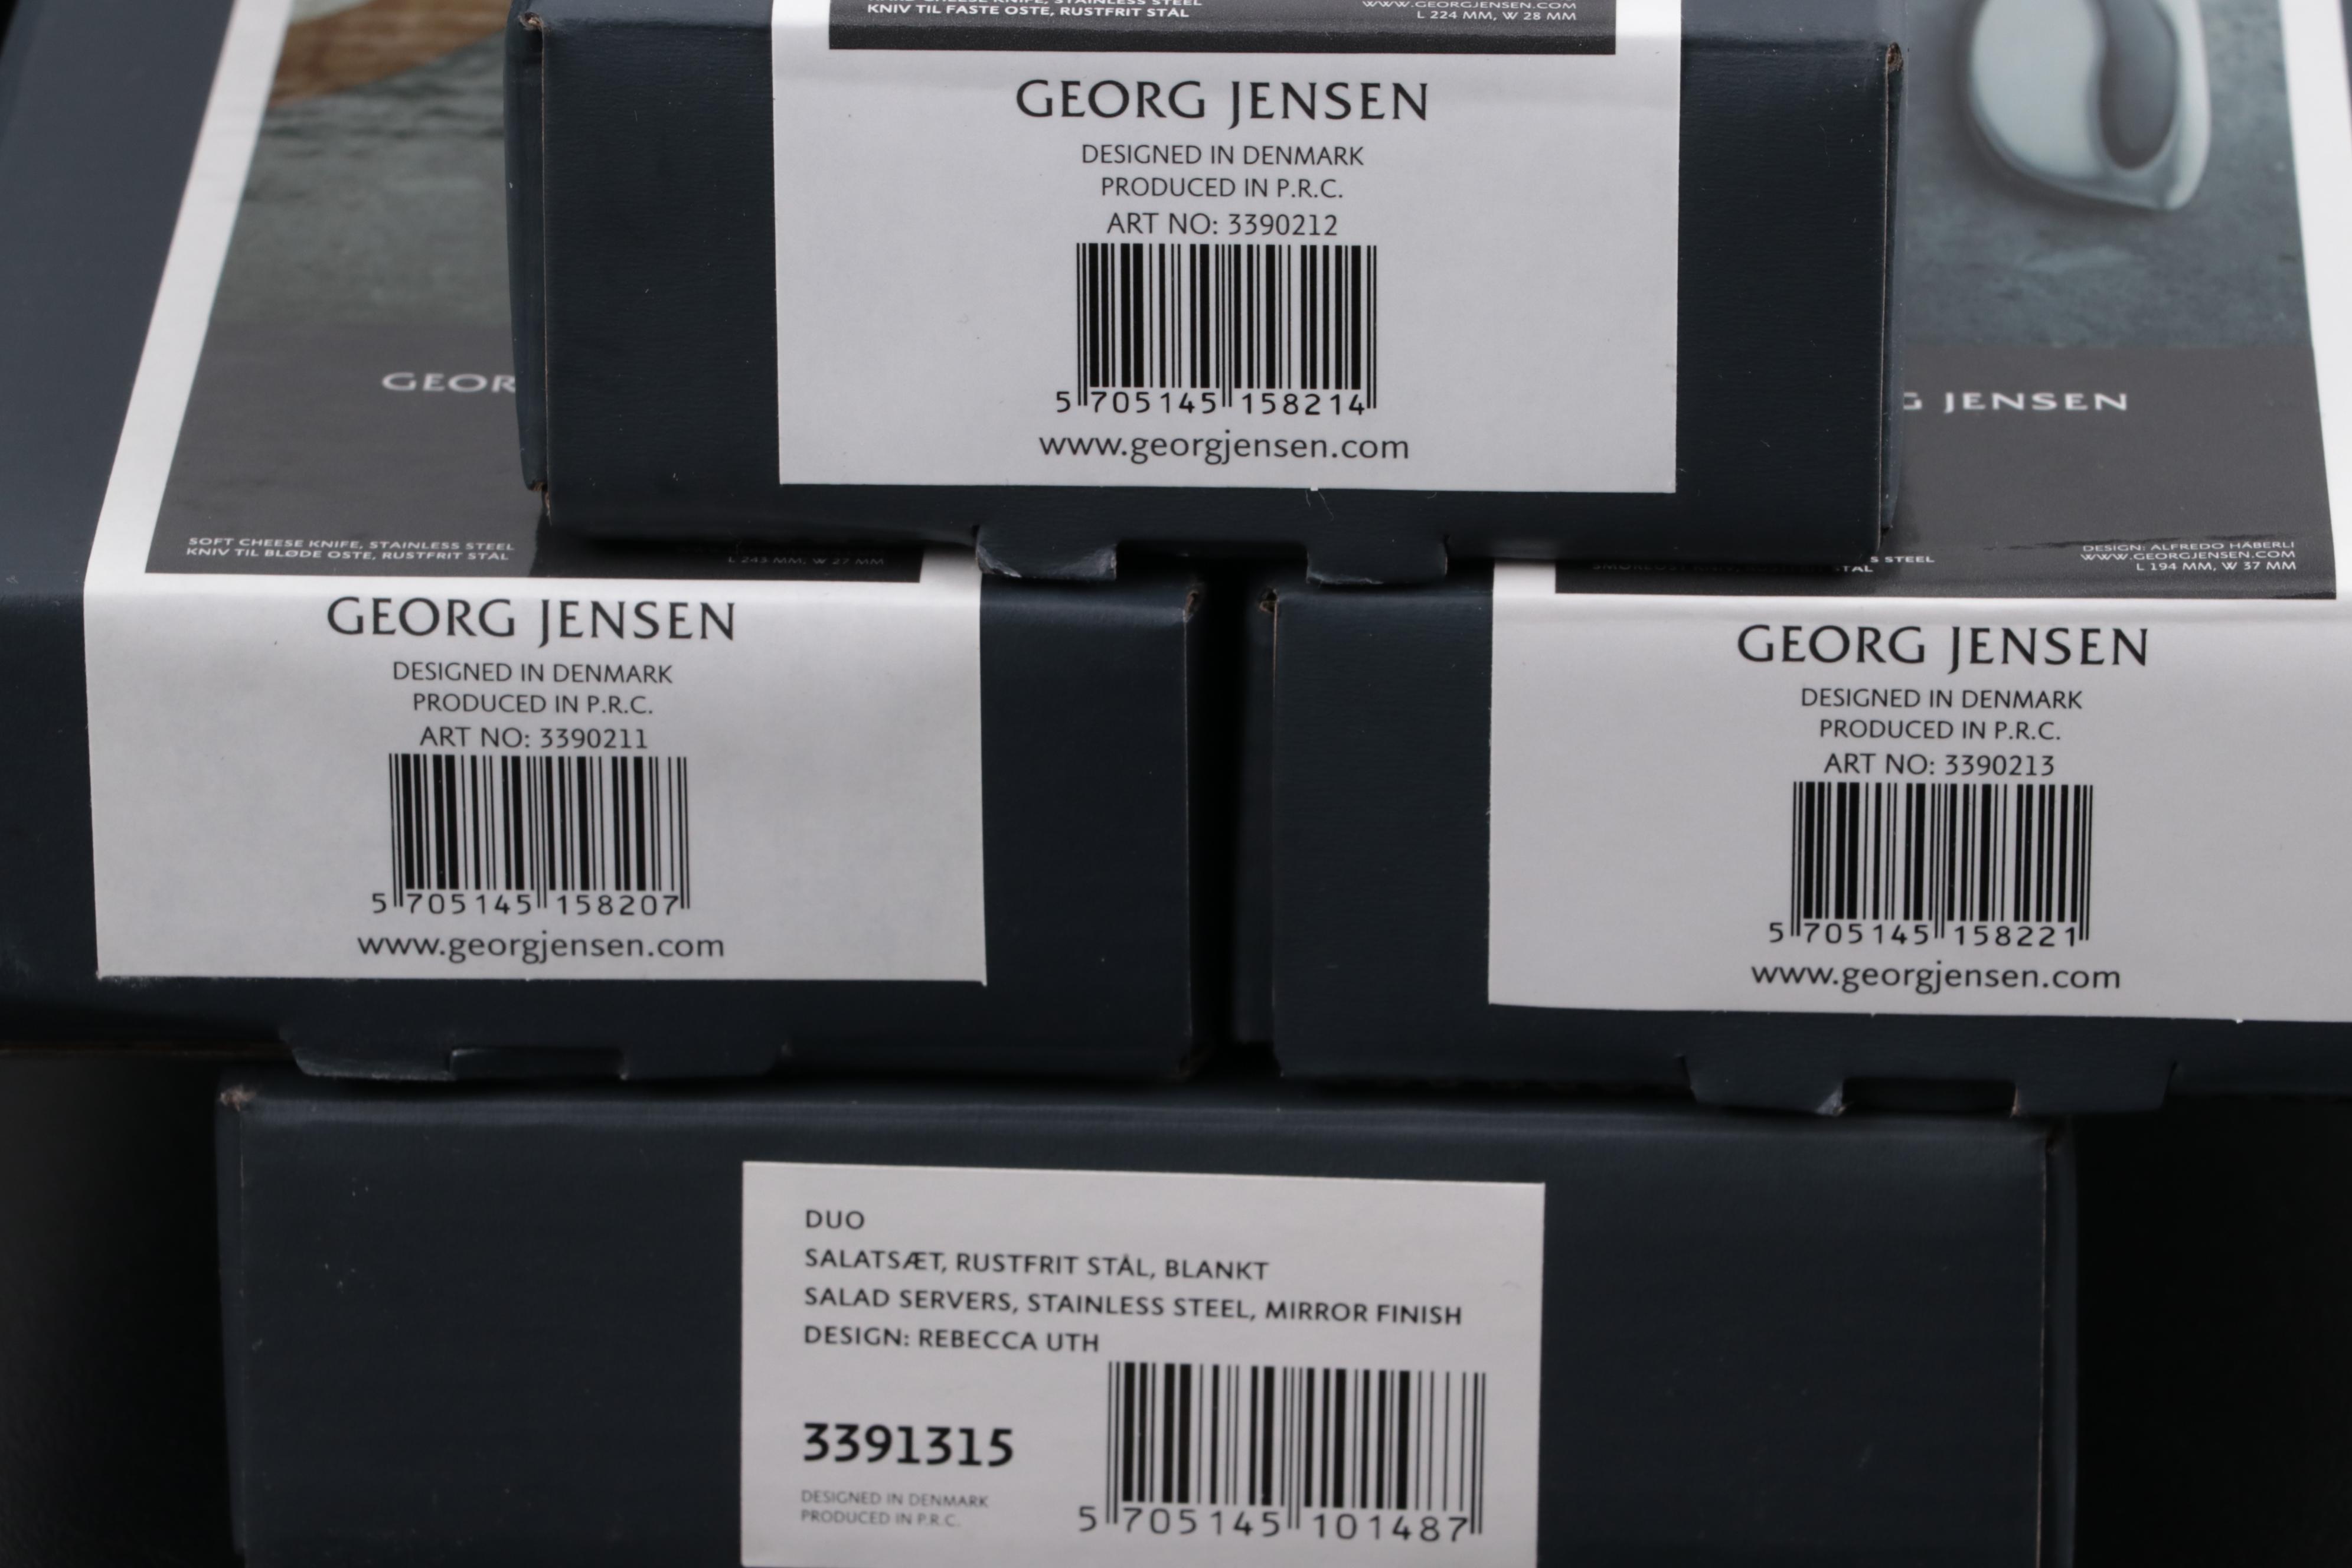 KNIV TIL FASTE OSTE, RUSTFRIT STÅL
WWW.GEORGJENSEN.COM
L 224 MM, W 28 MM
GEORG JENSEN
DESIGNED IN DENMARK
PRODUCED IN P.R.C.
ART NO: 3390212
5 705145 158214
www.georgjensen.com
GEOR
SOFT CHEESE KNIFE, STAINLESS STEEL
KNIV TIL BLØDE OSTE, RUSTFRIT STÅL
L 243 MM, W 27 MM
GEORG JENSEN
DESIGNED IN DENMARK
PRODUCED IN P.R.C.
ART NO: 3390211
5 705145 158207
www.georgjensen.com
G JENSEN
S STEEL
STÅL
DESIGN: ALFREDO HÄBERLI
WWW.GEORGJENSEN.COM
L 194 MM, W 37 MM
GEORG JENSEN
DESIGNED IN DENMARK
PRODUCED IN P.R.C.
ART NO: 3390213
5 705145 158221
www.georgjensen.com
DUO
SALATSÆT, RUSTFRIT STÅL, BLANKT
SALAD SERVERS, STAINLESS STEEL, MIRROR FINISH
DESIGN: REBECCA UTH
3391315
DESIGNED IN DENMARK
PRODUCED IN P.R.C.
5 705145 101487